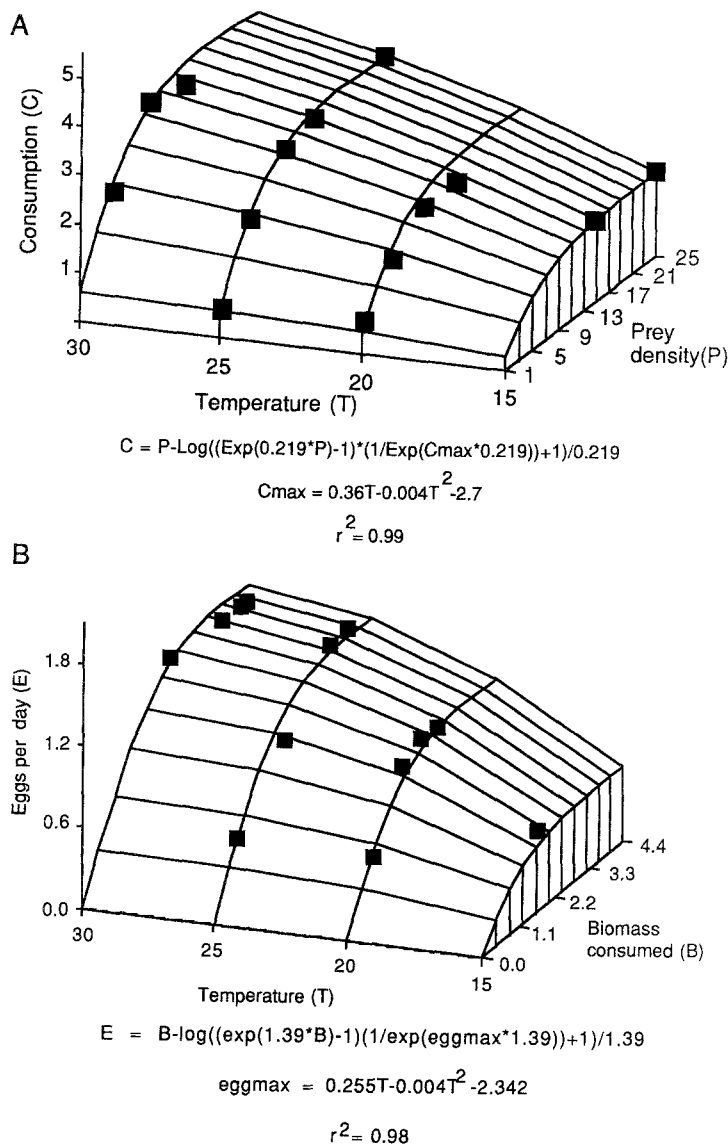 A
Consumption (C)
5
4
3
2
1
30
25
20
15
Temperature (T)
1
5
9
13
17
21
25
Prey
density(P)
C = P-Log((Exp(0.219*P)-1)*(1/Exp(Cmax*0.219))+1)/0.219
Cmax = 0.36T-0.004T²-2.7
r² = 0.99
B
Eggs per day (E)
1.8
1.2
0.6
0.0
30
25
20
15
Temperature (T)
0.0
1.1
2.2
3.3
4.4
Biomass
consumed (B)
E = B-log((exp(1.39*B)-1)(1/exp(eggmax*1.39))+1)/1.39
eggmax = 0.255T-0.004T²-2.342
r² = 0.98